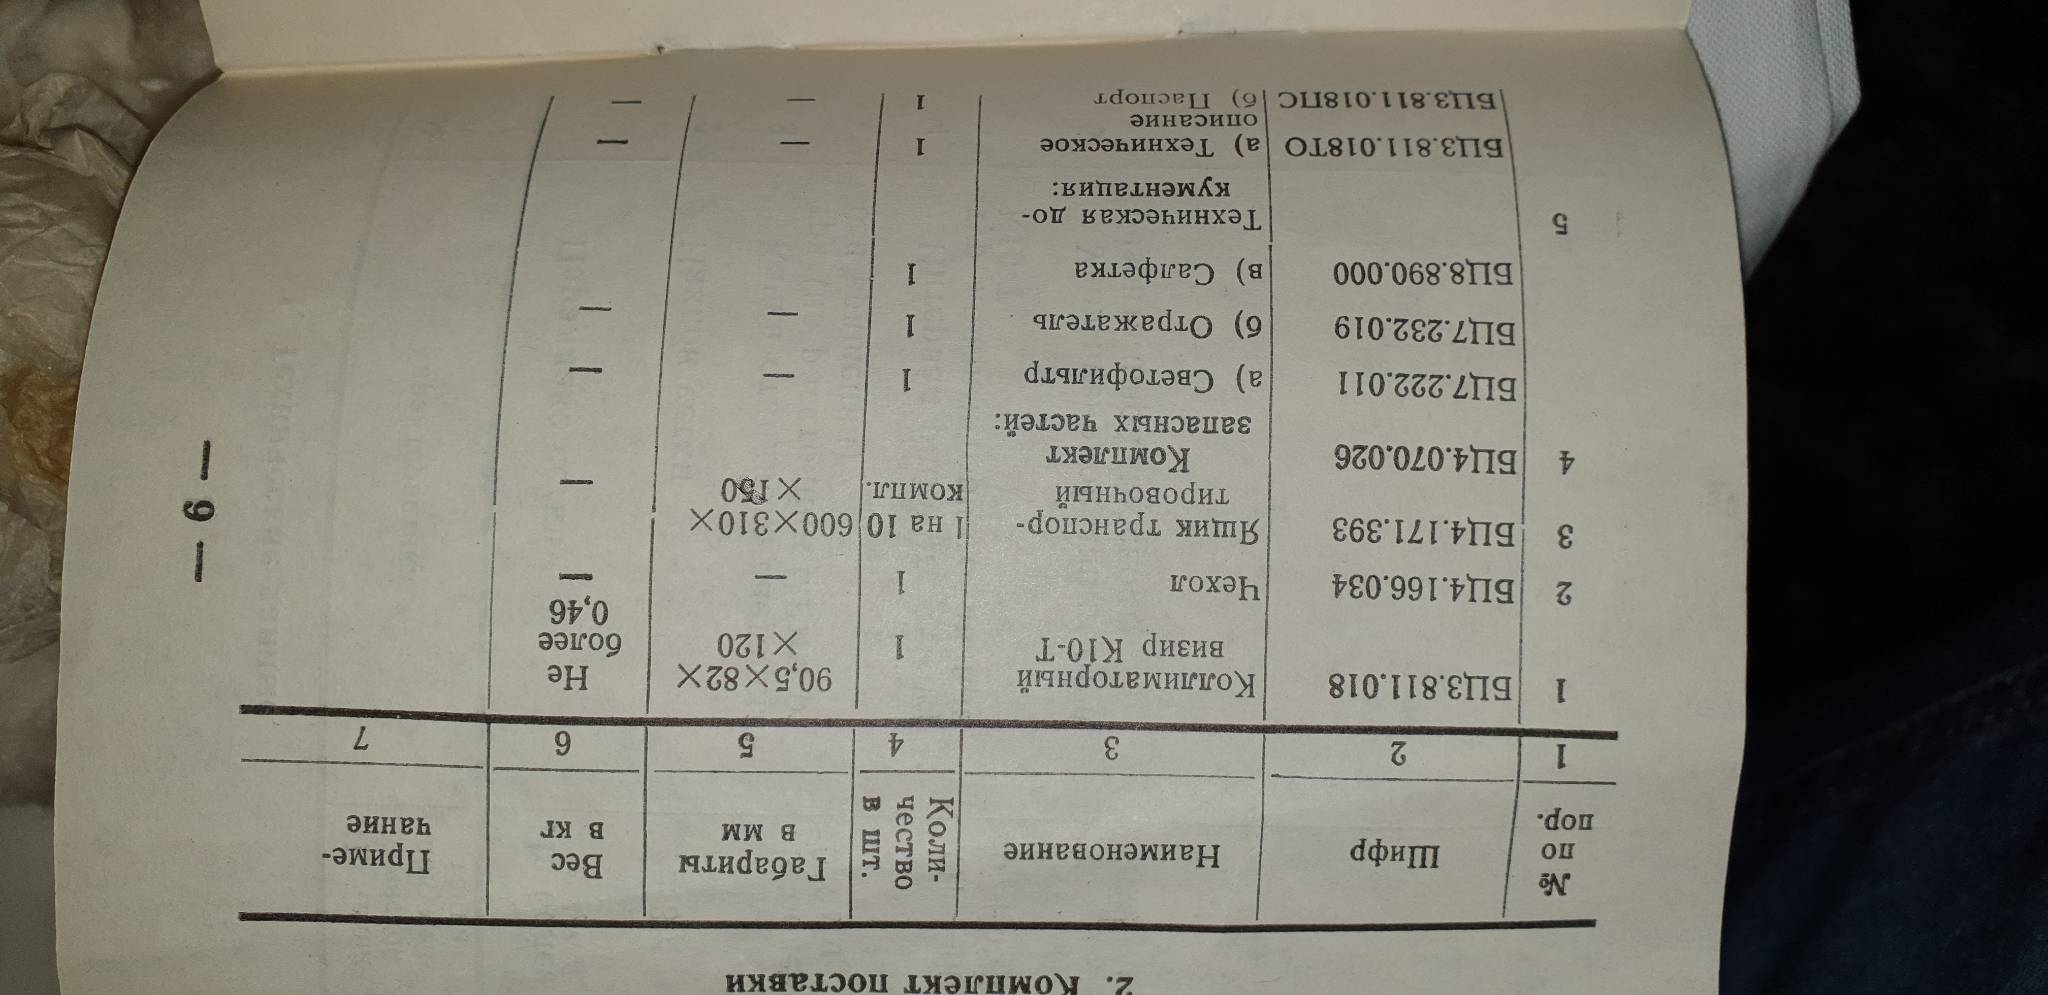 2. Комплект поставки
№ по пор. | Шифр | Наименование | Коли-чество в шт. | Габариты в мм | Вес в кг | Приме-чание
1 | 2 | 3 | 4 | 5 | 6 | 7
1 БЦ3.811.018 Коллиматорный 90,5×82× Не
визир К10-Т 1 ×120 более
0,46
2 БЦ4.166.034 Чехол 1 — —
3 БЦ4.171.393 Ящик транспор- 1 на 10 600×310×
тировочный компл. ×150 —
4 БЦ4.070.026 Комплект
запасных частей:
БЦ7.222.011 а) Светофильтр 1 — —
БЦ7.232.019 б) Отражатель 1 — —
БЦ8.890.000 в) Салфетка 1
5 Техническая до-
кументация:
БЦ3.811.018ТО а) Техническое 1 — —
описание
БЦ3.811.018ПС б) Паспорт 1 — —
— 9 —